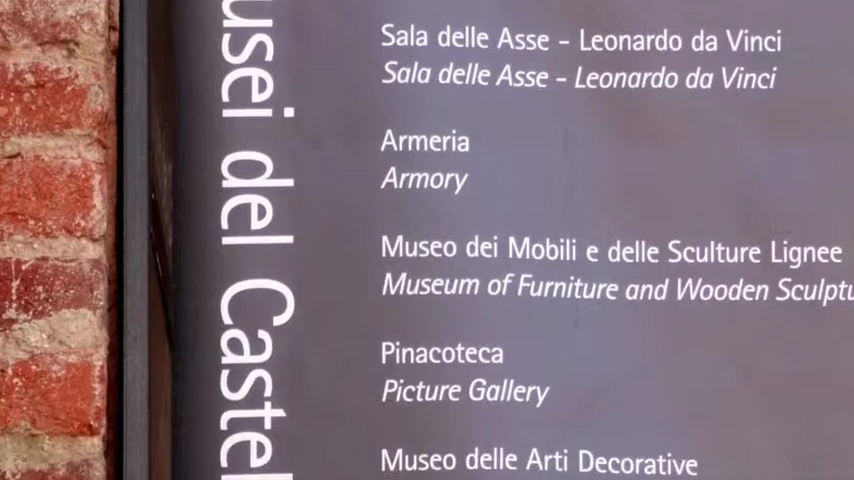 usei del Castel
Sala delle Asse - Leonardo da Vinci
Sala delle Asse - Leonardo da Vinci
Armeria
Armory
Museo dei Mobili e delle Sculture Lignee
Museum of Furniture and Wooden Sculptu
Pinacoteca
Picture Gallery
Museo delle Arti Decorative